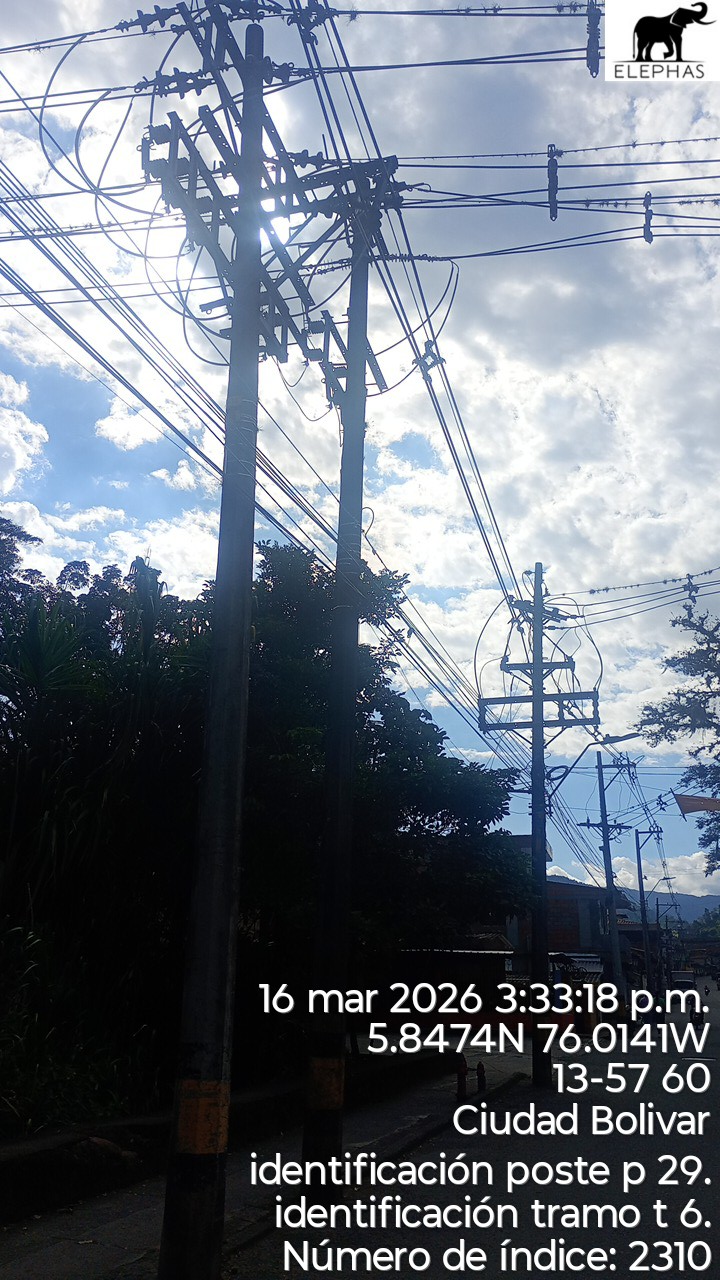 ELEPHAS
16 mar 2026 3:33:18 p.m.
5.8474N 76.0141W
13-57 60
Ciudad Bolivar
identificación poste p 29.
identificación tramo t 6.
Número de índice: 2310